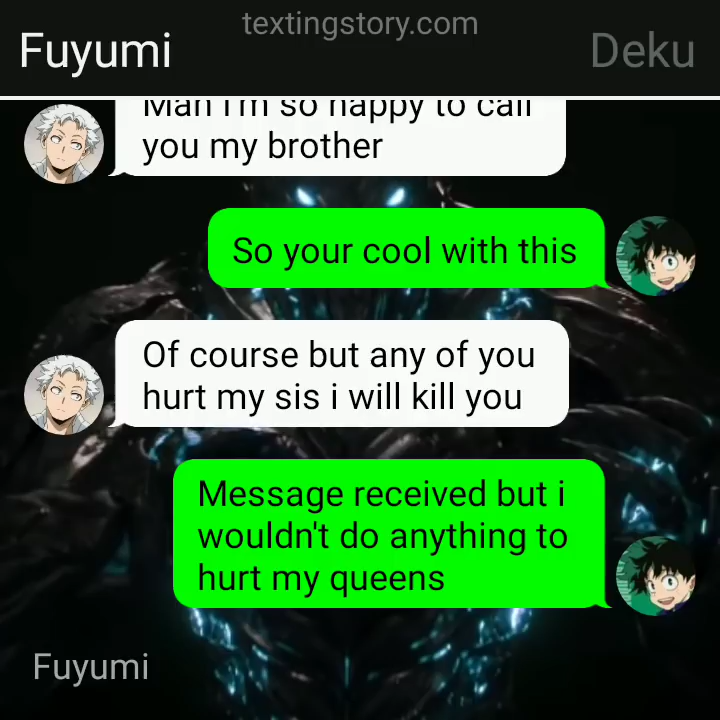 textingstory.com
Fuyumi
Deku
Man I'm so happy to call
you my brother
So your cool with this
Of course but any of you
hurt my sis i will kill you
Message received but i
wouldn't do anything to
hurt my queens
Fuyumi